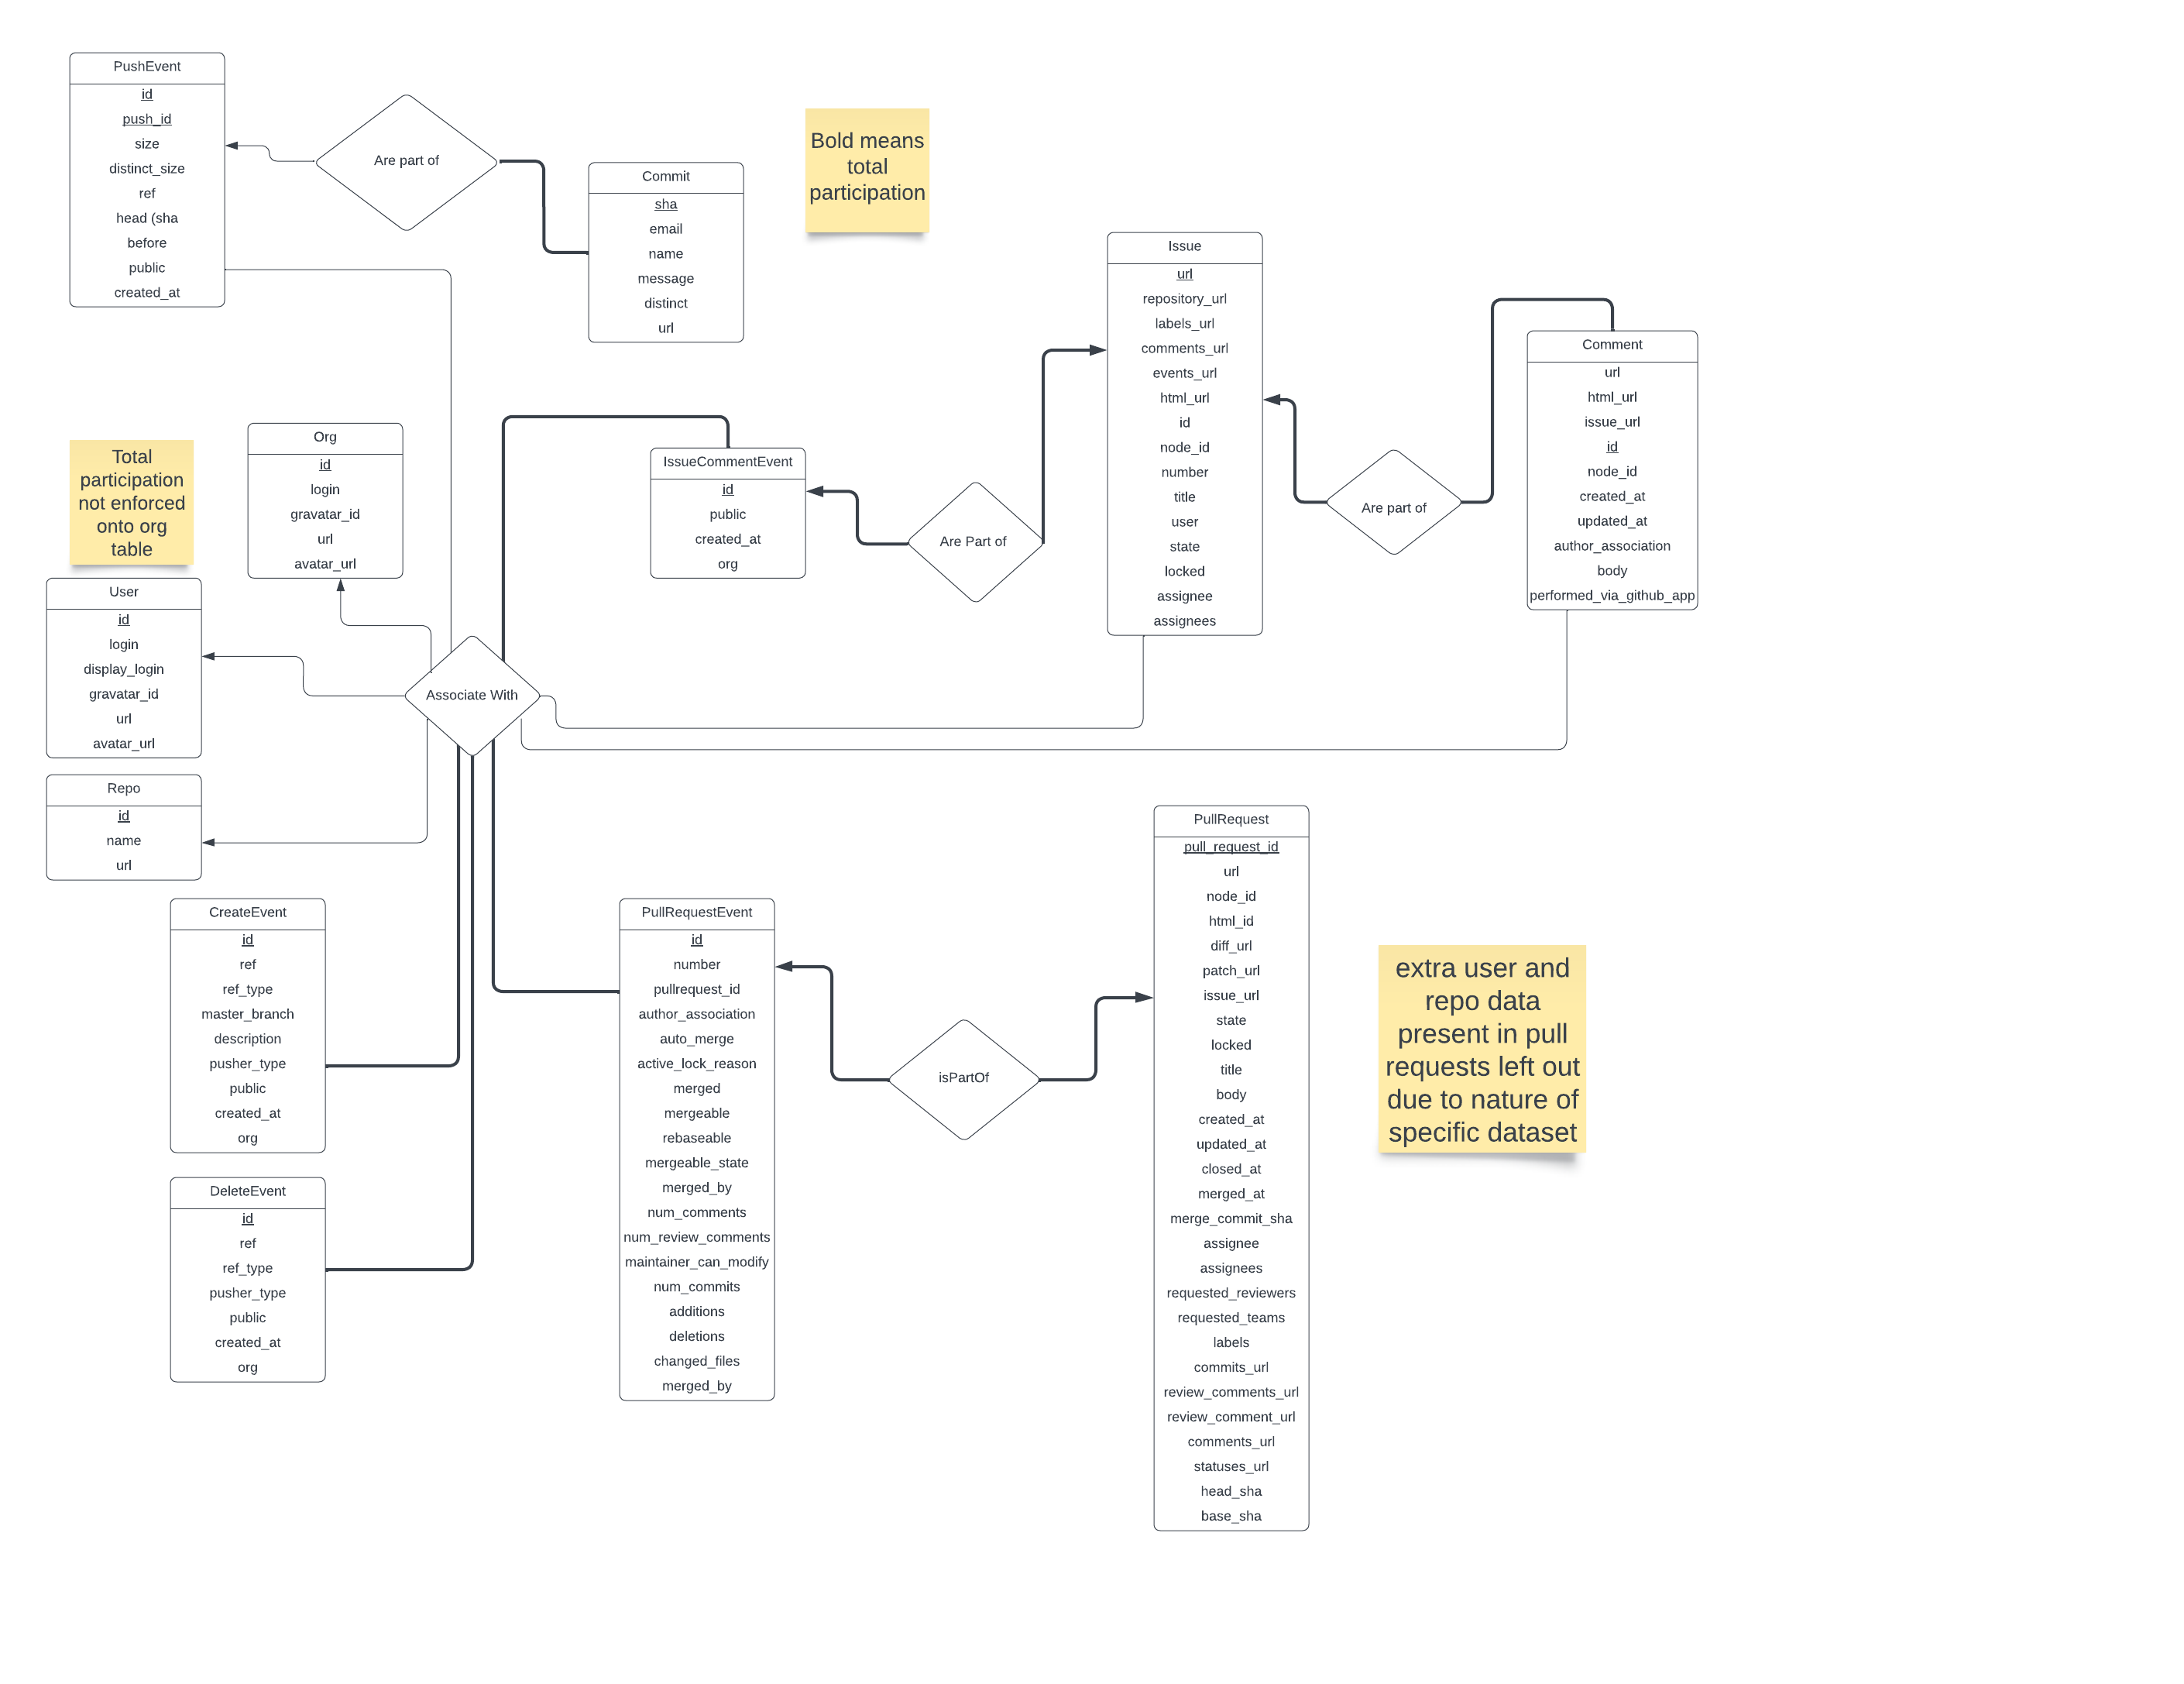 PushEvent
id
push_id
size
distinct_size
ref
head (sha
before
public
created_at
Are part of
Commit
sha
email
name
message
distinct
url
Bold means
total
participation
Issue
url
repository_url
labels_url
comments_url
events_url
html_url
id
node_id
number
title
user
state
locked
assignee
assignees
Comment
url
html_url
issue_url
id
node_id
created_at
updated_at
author_association
body
performed_via_github_app
Are part of
Total
participation
not enforced
onto org
table
Org
id
login
gravatar_id
url
avatar_url
IssueCommentEvent
id
public
created_at
org
Are Part of
User
id
login
display_login
gravatar_id
url
avatar_url
Associate With
Repo
id
name
url
CreateEvent
id
ref
ref_type
master_branch
description
pusher_type
public
created_at
org
DeleteEvent
id
ref
ref_type
pusher_type
public
created_at
org
PullRequestEvent
id
number
pullrequest_id
author_association
auto_merge
active_lock_reason
merged
mergeable
rebaseable
mergeable_state
merged_by
num_comments
num_review_comments
maintainer_can_modify
num_commits
additions
deletions
changed_files
merged_by
isPartOf
PullRequest
pull_request_id
url
node_id
html_id
diff_url
patch_url
issue_url
state
locked
title
body
created_at
updated_at
closed_at
merged_at
merge_commit_sha
assignee
assignees
requested_reviewers
requested_teams
labels
commits_url
review_comments_url
review_comment_url
comments_url
statuses_url
head_sha
base_sha
extra user and
repo data
present in pull
requests left out
due to nature of
specific dataset